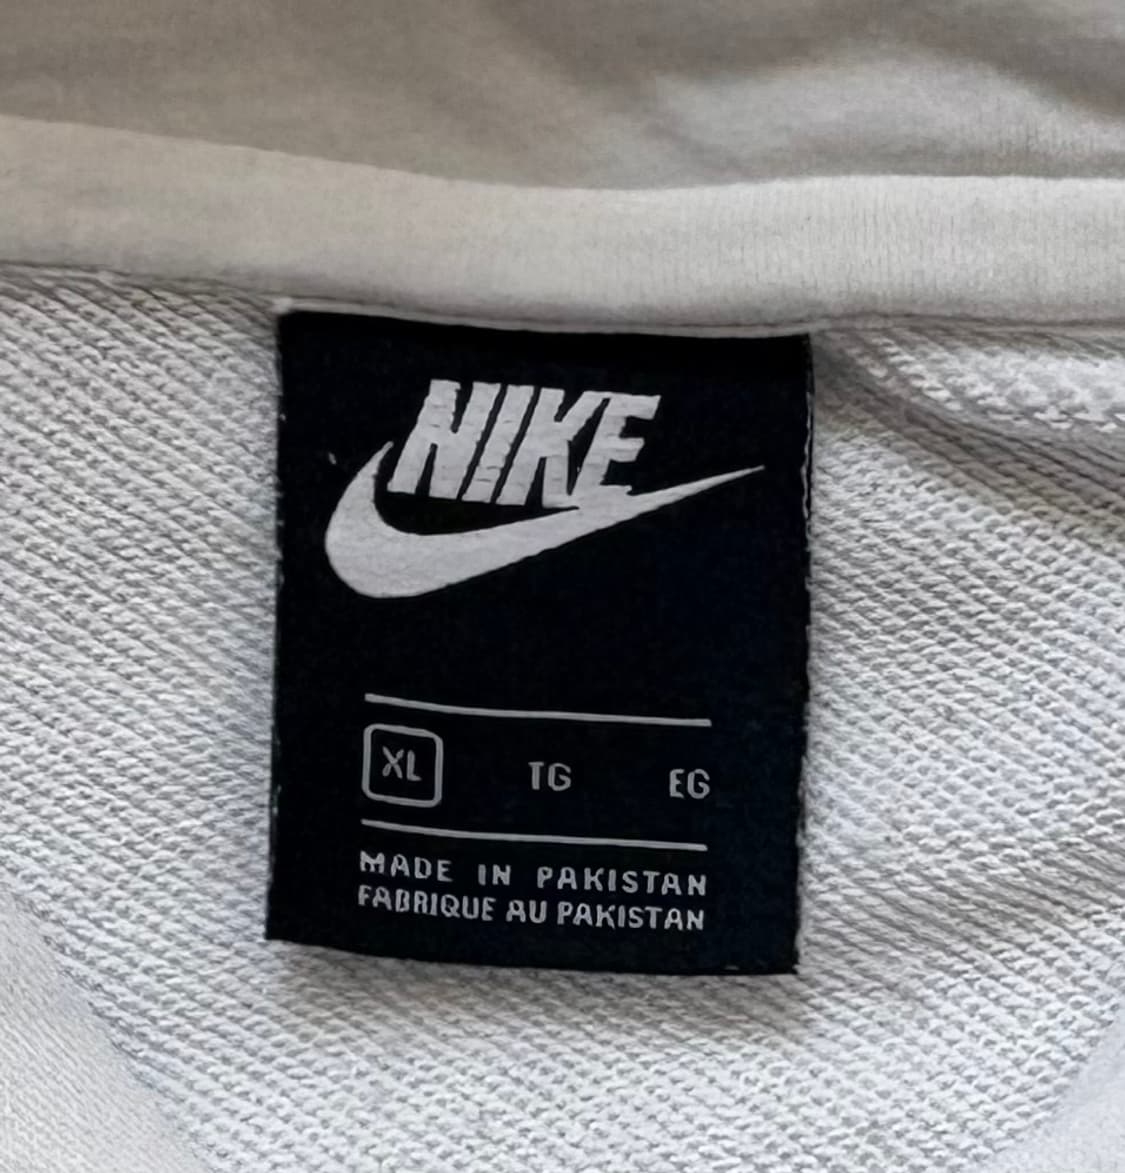 NIKE
XL TG EG
MADE IN PAKISTAN
FABRIQUE AU PAKISTAN